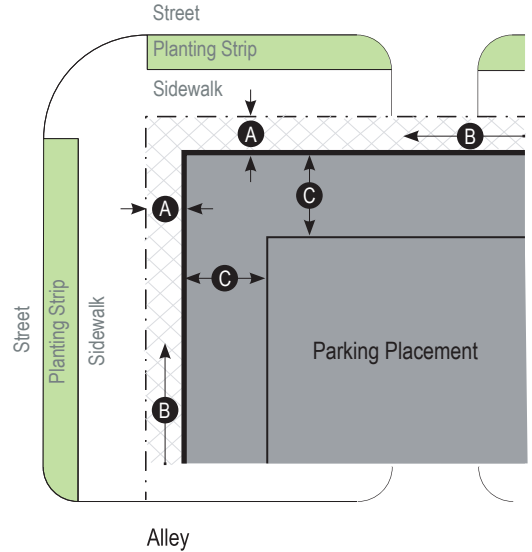 Street
Planting Strip
Sidewalk
A
B
A
C
C
Street
Planting Strip
Sidewalk
Parking Placement
B
Alley